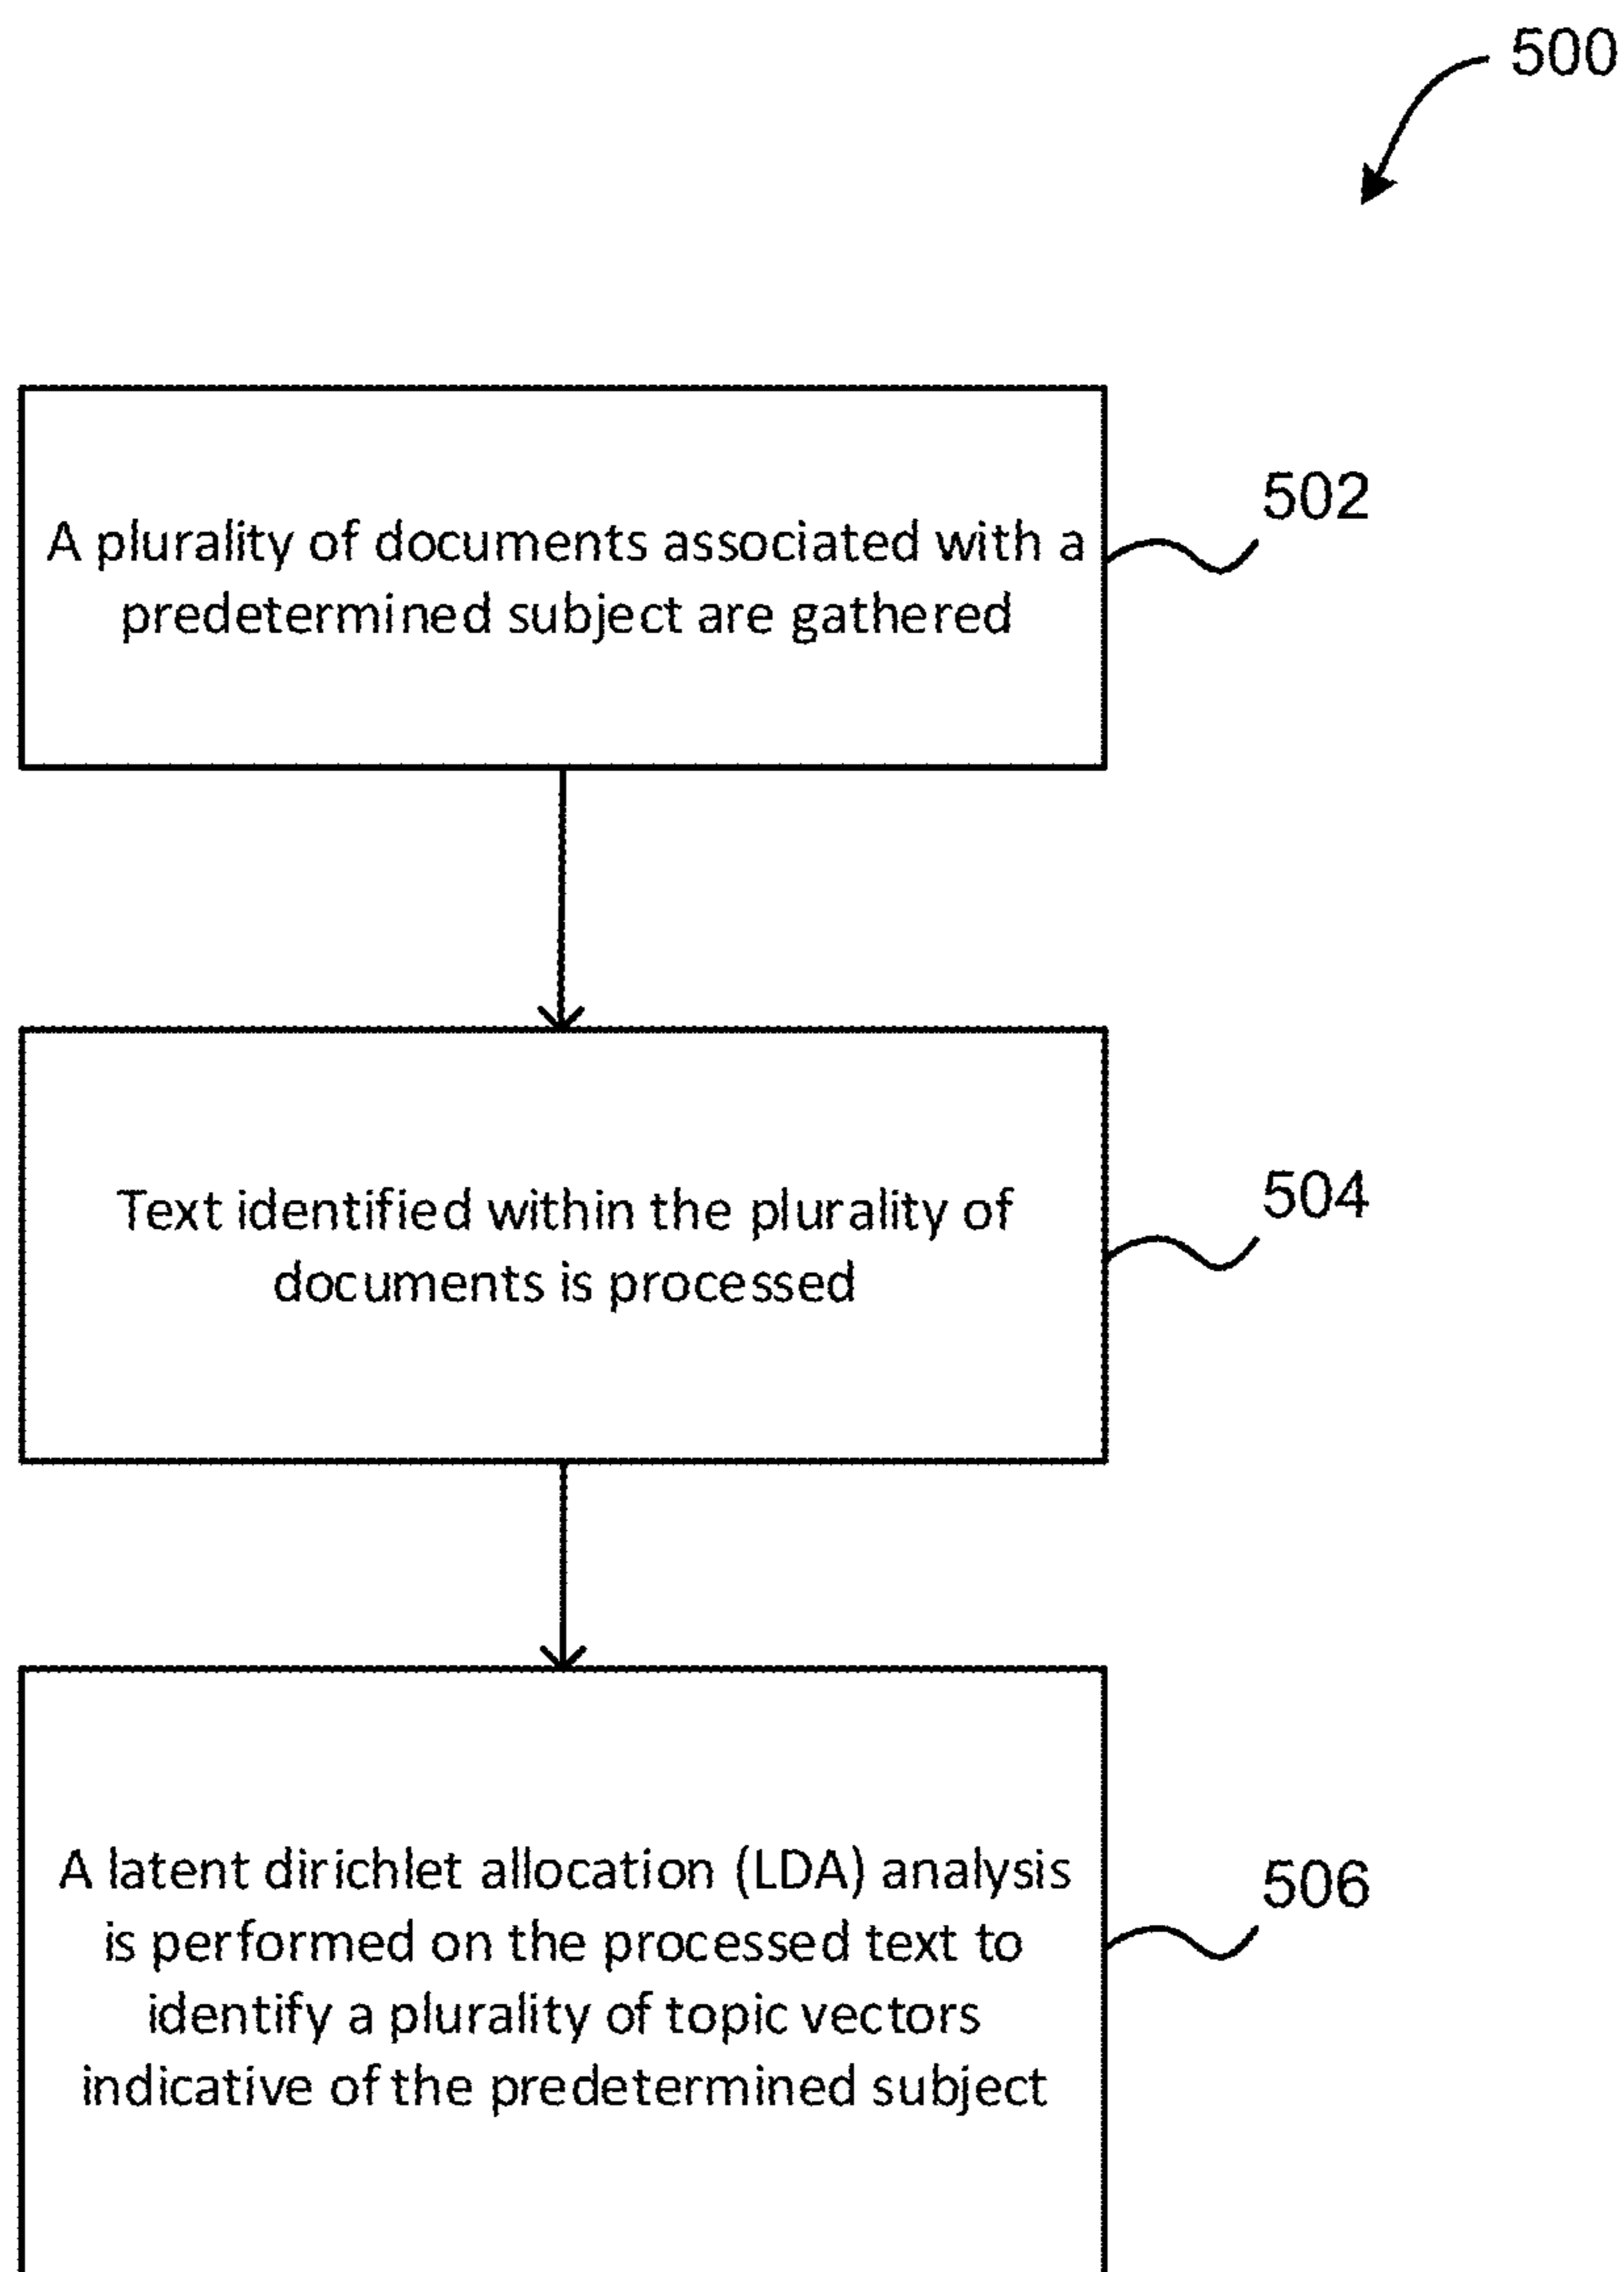 500
A plurality of documents associated with a
predetermined subject are gathered
502
Text identified within the plurality of
documents is processed
504
A latent dirichlet allocation (LDA) analysis
is performed on the processed text to
identify a plurality of topic vectors
indicative of the predetermined subject
506